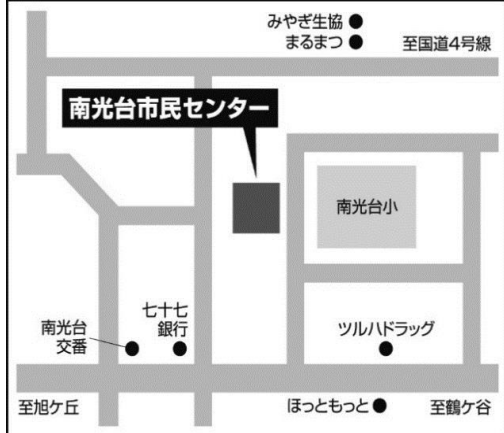 みやぎ生協
まるまつ
至国道4号線
南光台市民センター
南光台小
七十七
銀行
南光台
交番
ツルハドラッグ
至旭ケ丘
ほっともっと
至鶴ケ谷